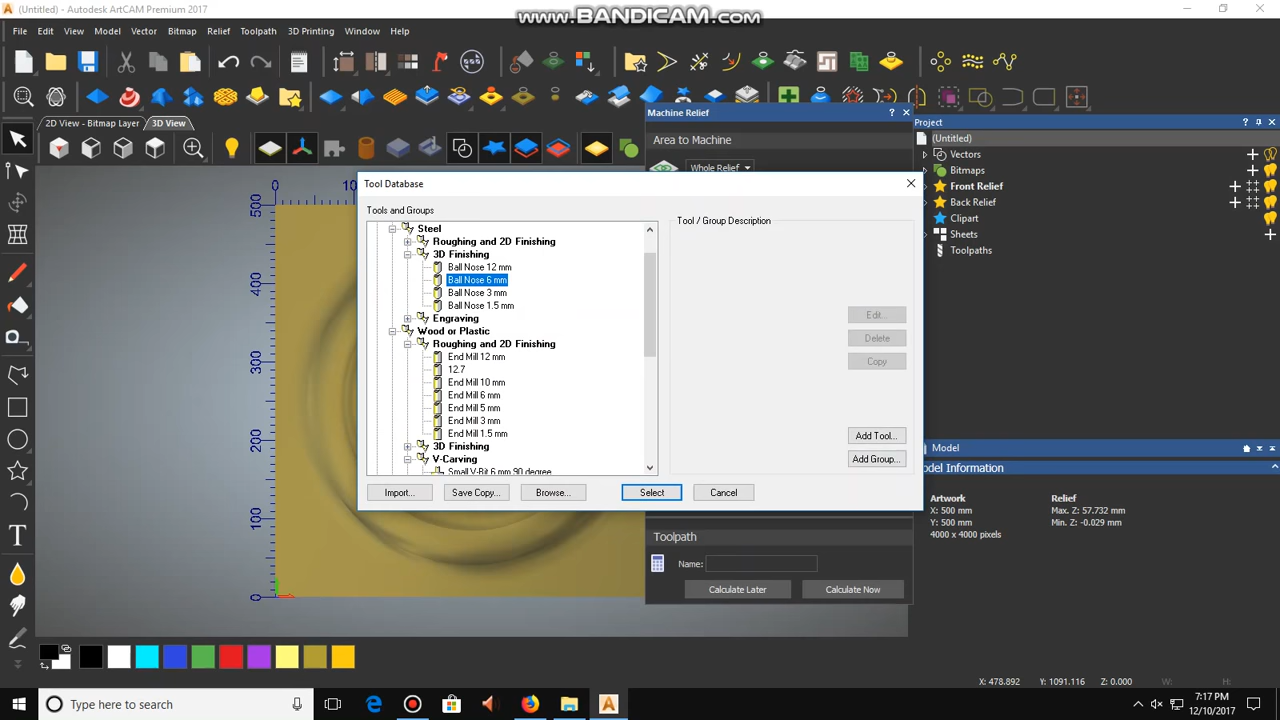 (Untitled) - Autodesk ArtCAM Premium 2017
www.BANDICAM.com
File Edit View Model Vector Bitmap Relief Toolpath 3D Printing Window Help
2D View - Bitmap Layer 3D View
Machine Relief
Area to Machine
Whole Relief
Project
(Untitled)
Vectors
Bitmaps
Front Relief
Back Relief
Clipart
Sheets
Toolpaths
0
500
400
300
200
100
0
Tool Database
Tools and Groups
Steel
Roughing and 2D Finishing
3D Finishing
Ball Nose 12 mm
Ball Nose 6 mm
Ball Nose 3 mm
Ball Nose 1.5 mm
Engraving
Wood or Plastic
Roughing and 2D Finishing
End Mill 12 mm
12.7
End Mill 10 mm
End Mill 6 mm
End Mill 5 mm
End Mill 3 mm
End Mill 1.5 mm
3D Finishing
V-Carving
Small V-Bit 6 mm 90 degree
Tool / Group Description
Edit...
Delete
Copy
Add Tool...
Add Group...
Import... Save Copy... Browse... Select Cancel
Toolpath
Name:
Calculate Later Calculate Now
Model
odel Information
Artwork Relief
X: 500 mm Max. Z: 57.732 mm
Y: 500 mm Min. Z: -0.029 mm
4000 x 4000 pixels
X: 478.892 Y: 1091.116 Z: 0.000 W: H:
Type here to search
7:17 PM
12/10/2017